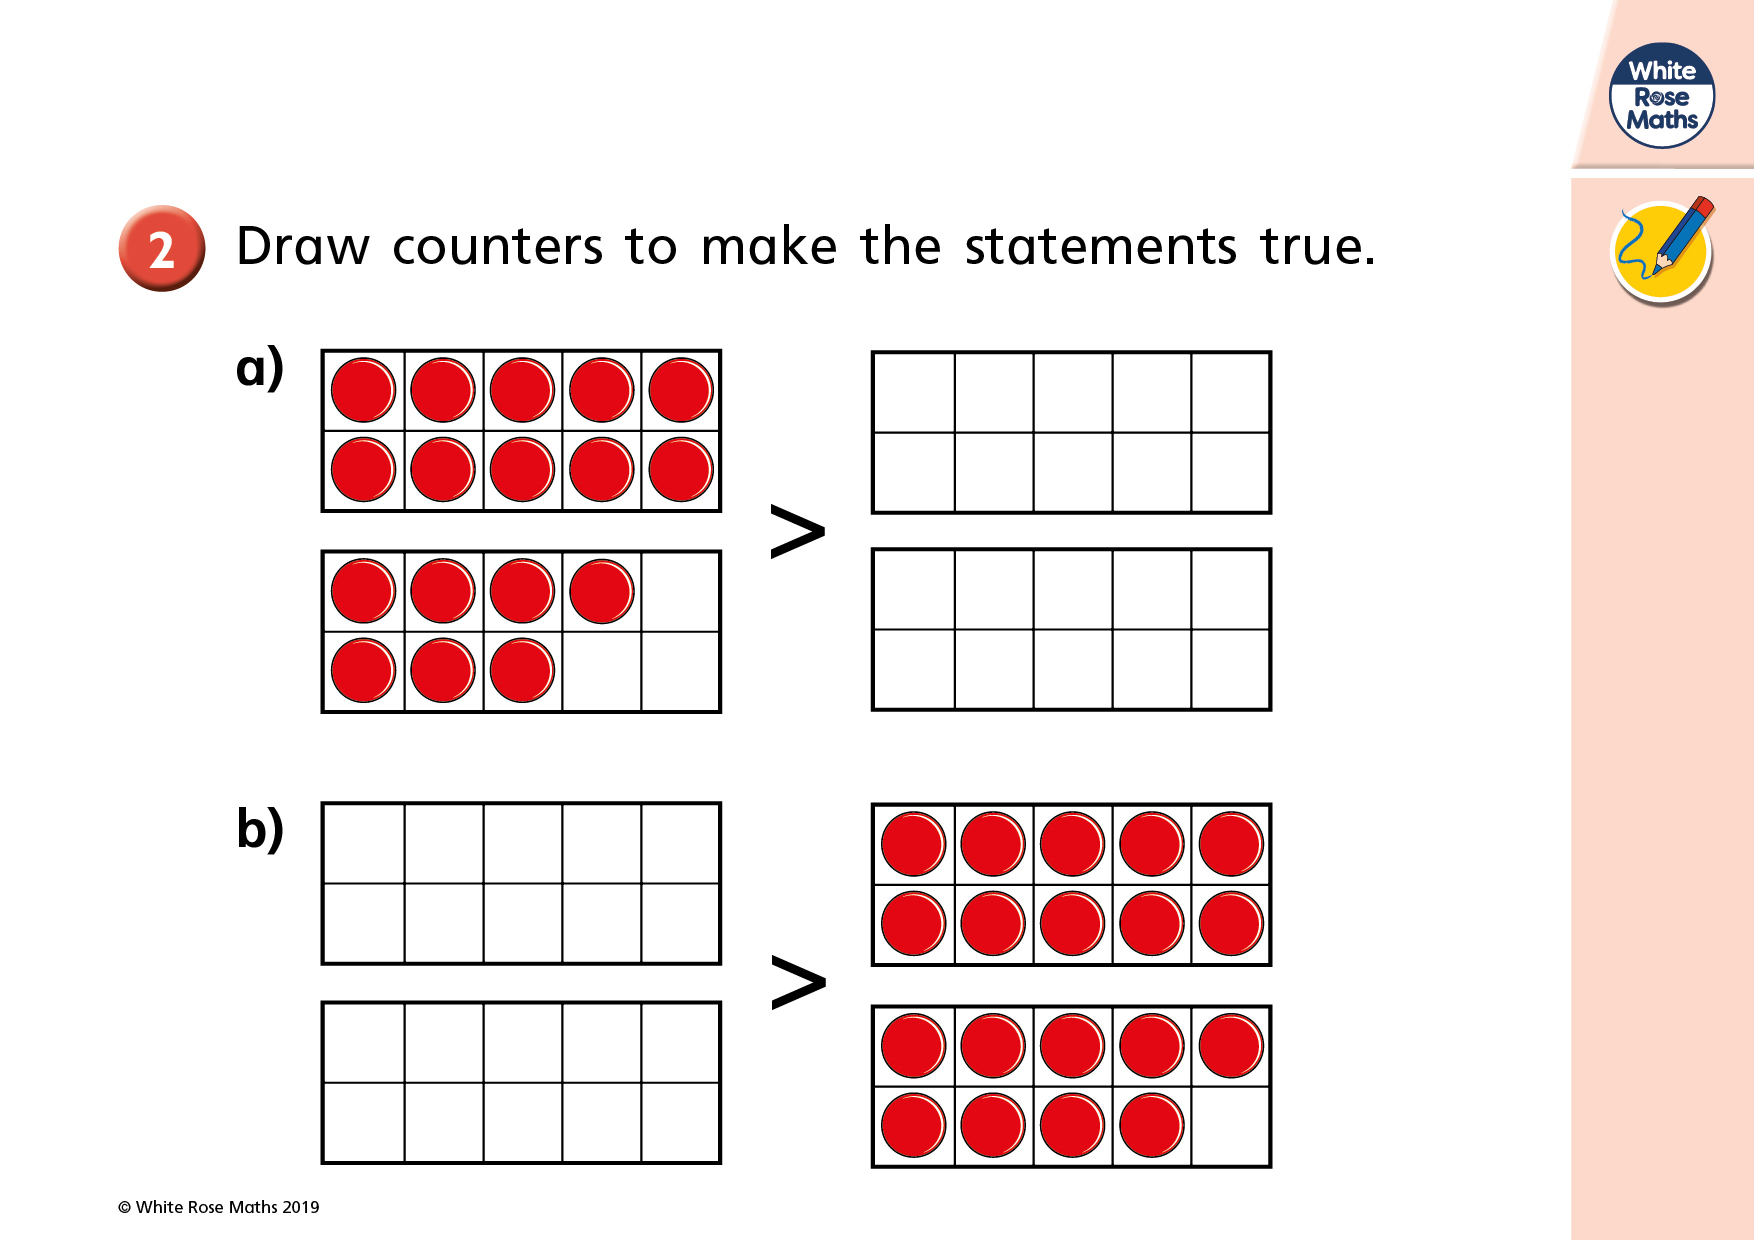 White
Rose
Maths
2 Draw counters to make the statements true.
a)
>
b)
>
© White Rose Maths 2019